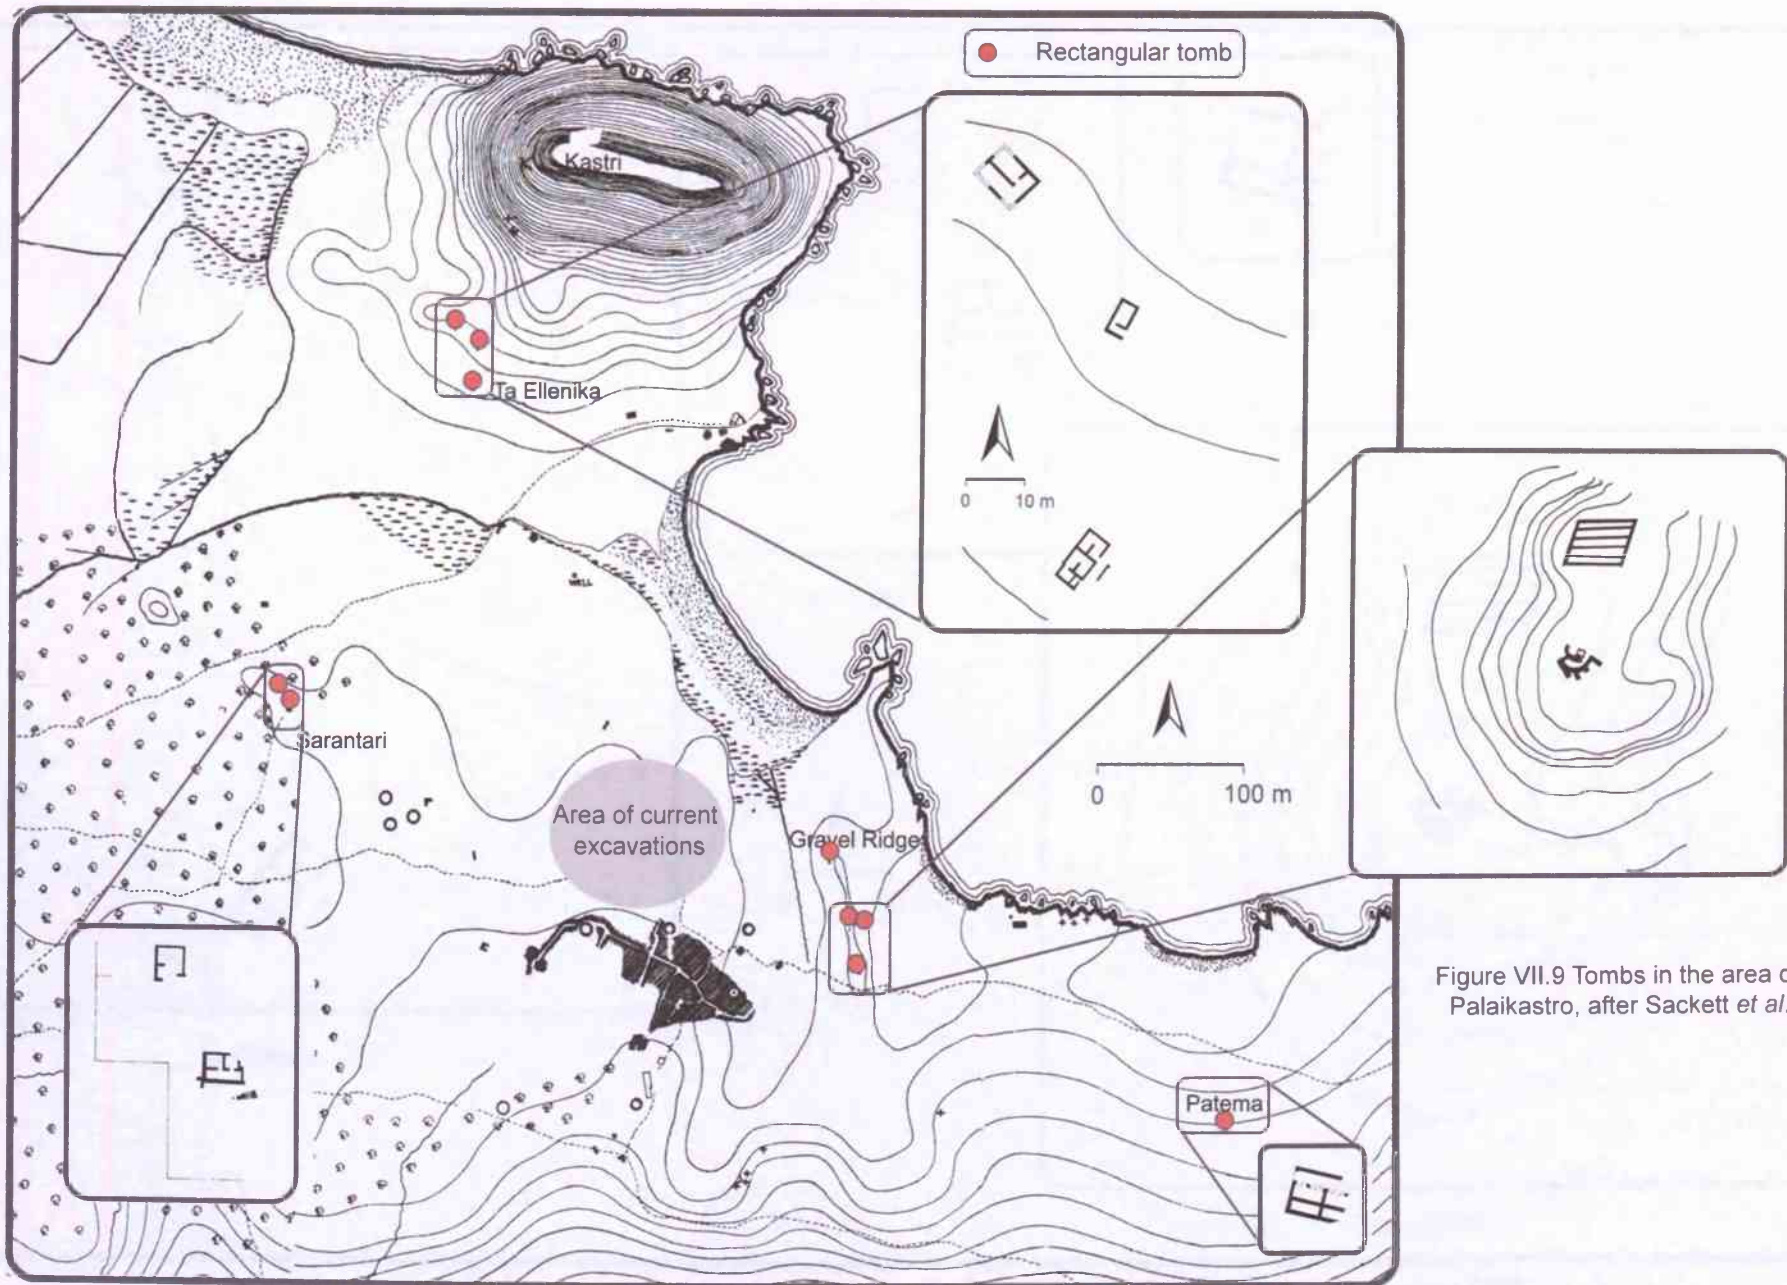 Rectangular tomb
Kastri
Ta Ellenika
0 10 m
WELL
Sarantari
0 100 m
Area of current
excavations
Gravel Ridge
Figure VII.9 Tombs in the area o
Palaikastro, after Sackett et al.
Patema